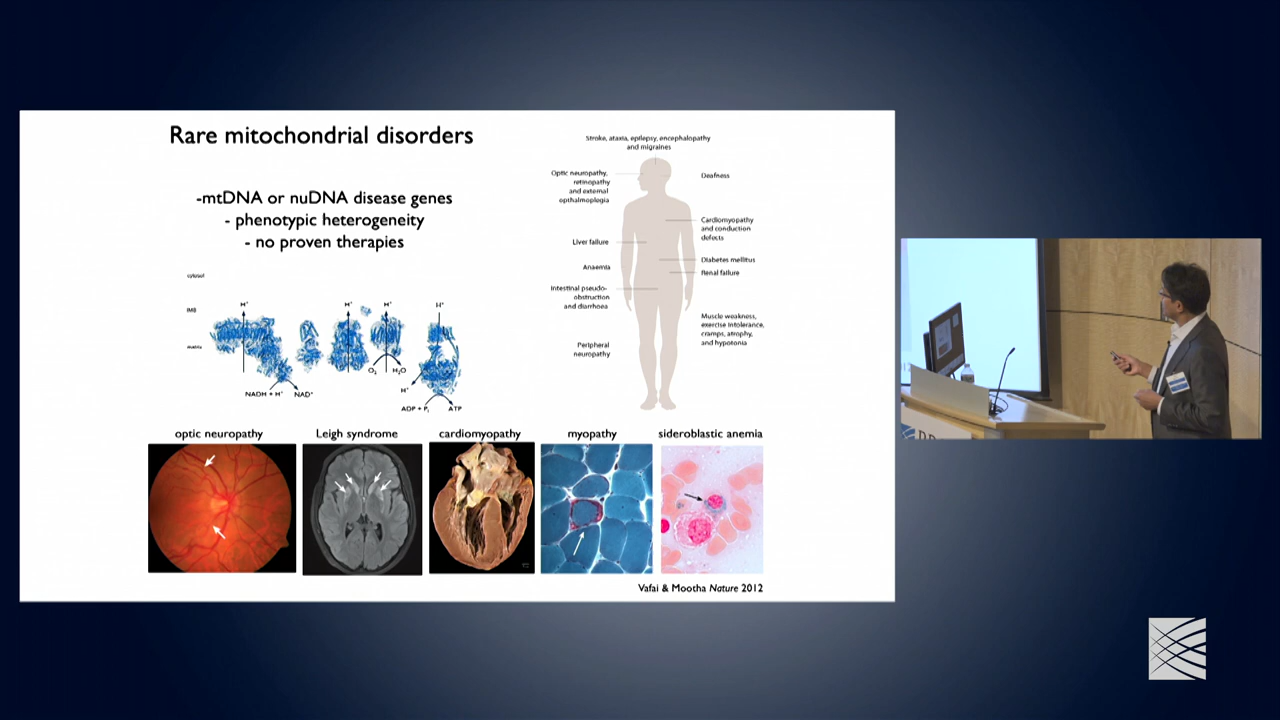 Rare mitochondrial disorders
-mtDNA or nuDNA disease genes
- phenotypic heterogeneity
- no proven therapies
cytosol
IMS
matrix
H⁺
H⁺
H⁺
H⁺
O₂
H₂O
H⁺
NADH + H⁺
NAD⁺
ADP + Pᵢ
ATP
Stroke, ataxia, epilepsy, encephalopathy
and migraines
Optic neuropathy,
retinopathy
and external
opthalmoplegia
Deafness
Cardiomyopathy
and conduction
defects
Liver failure
Diabetes mellitus
Anaemia
Renal failure
Intestinal pseudo-
obstruction
and diarrhoea
Muscle weakness,
exercise intolerance,
cramps, atrophy,
and hypotonia
Peripheral
neuropathy
optic neuropathy
Leigh syndrome
cardiomyopathy
myopathy
sideroblastic anemia
Vafai & Mootha Nature 2012